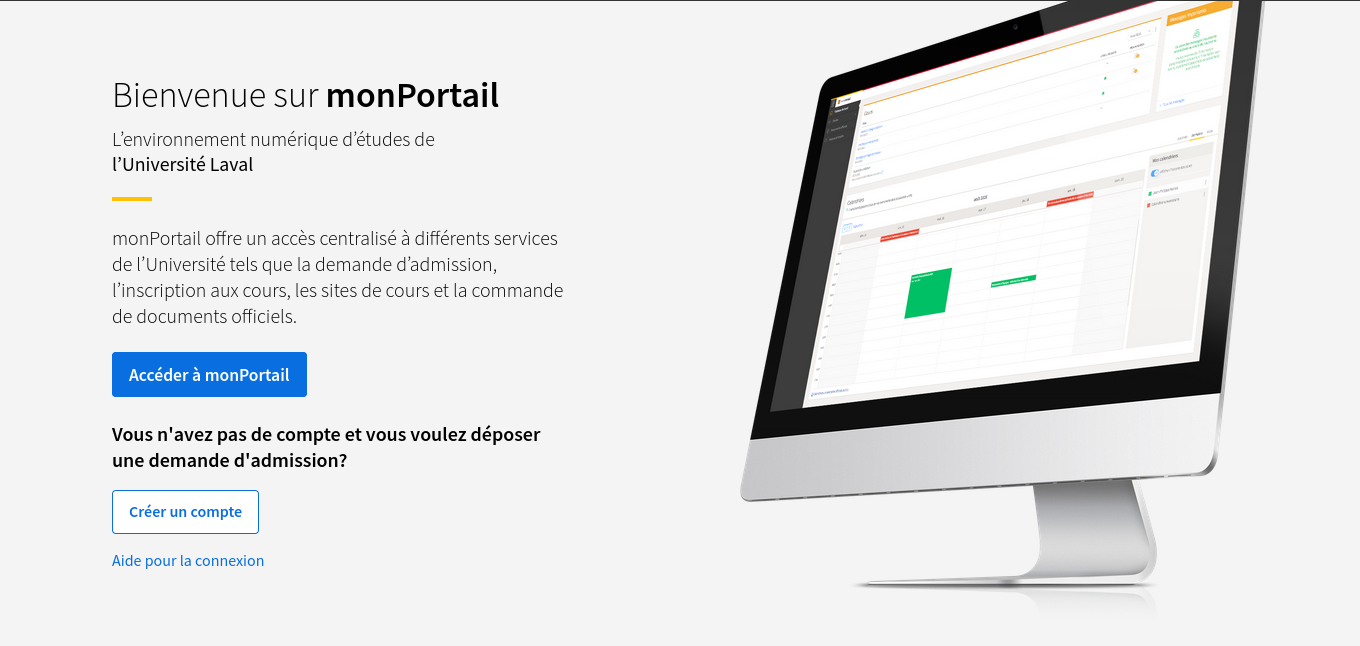 Bienvenue sur monPortail
L’environnement numérique d’études de
l’Université Laval
monPortail offre un accès centralisé à différents services
de l’Université tels que la demande d’admission,
l’inscription aux cours, les sites de cours et la commande
de documents officiels.
Accéder à monPortail
Vous n'avez pas de compte et vous voulez déposer
une demande d'admission?
Créer un compte
Aide pour la connexion